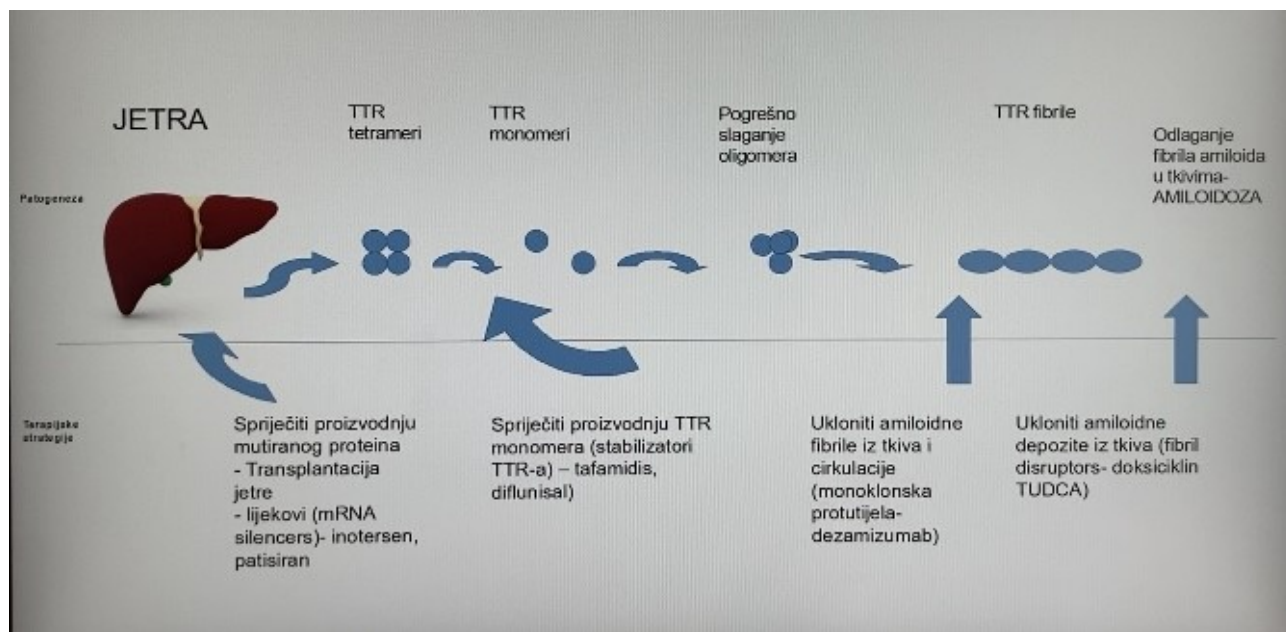 JETRA
TTR
tetrameri
TTR
monomeri
Pogrešno
slaganje
oligomera
TTR fibrile
Odlaganje
fibrila amiloida
u tkivima-
AMILOIDOZA
Patogeneza
Terapijske
strategije
Spriječiti proizvodnju
mutiranog proteina
- Transplantacija
jetre
- lijekovi (mRNA
silencers)- inotersen,
patisiran
Spriječiti proizvodnju TTR
monomera (stabilizatori
TTR-a) – tafamidis,
diflunisal)
Ukloniti amiloidne
fibrile iz tkiva i
cirkulacije
(monoklonska
protutijela-
dezamizumab)
Ukloniti amiloidne
depozite iz tkiva (fibril
disruptors- doksiciklin
TUDCA)